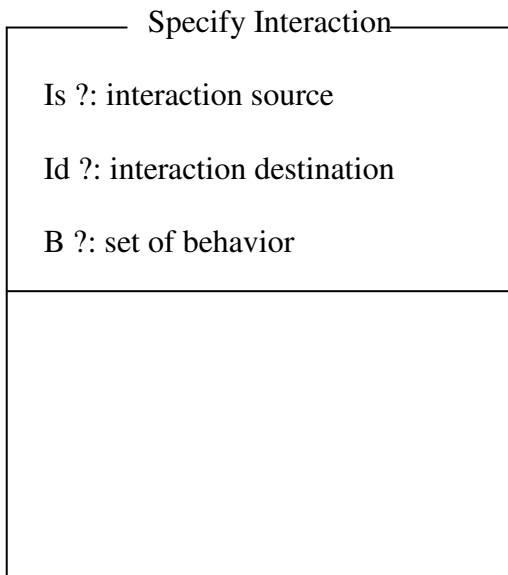 Specify Interaction
Is ?: interaction source
Id ?: interaction destination
B ?: set of behavior